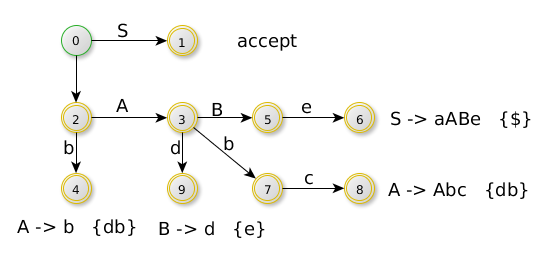 0 S 1 accept
2 A 3 B 5 e 6 S -> aABe {$}
b d b
4 9 7 c 8 A -> Abc {db}
A -> b {db} B -> d {e}